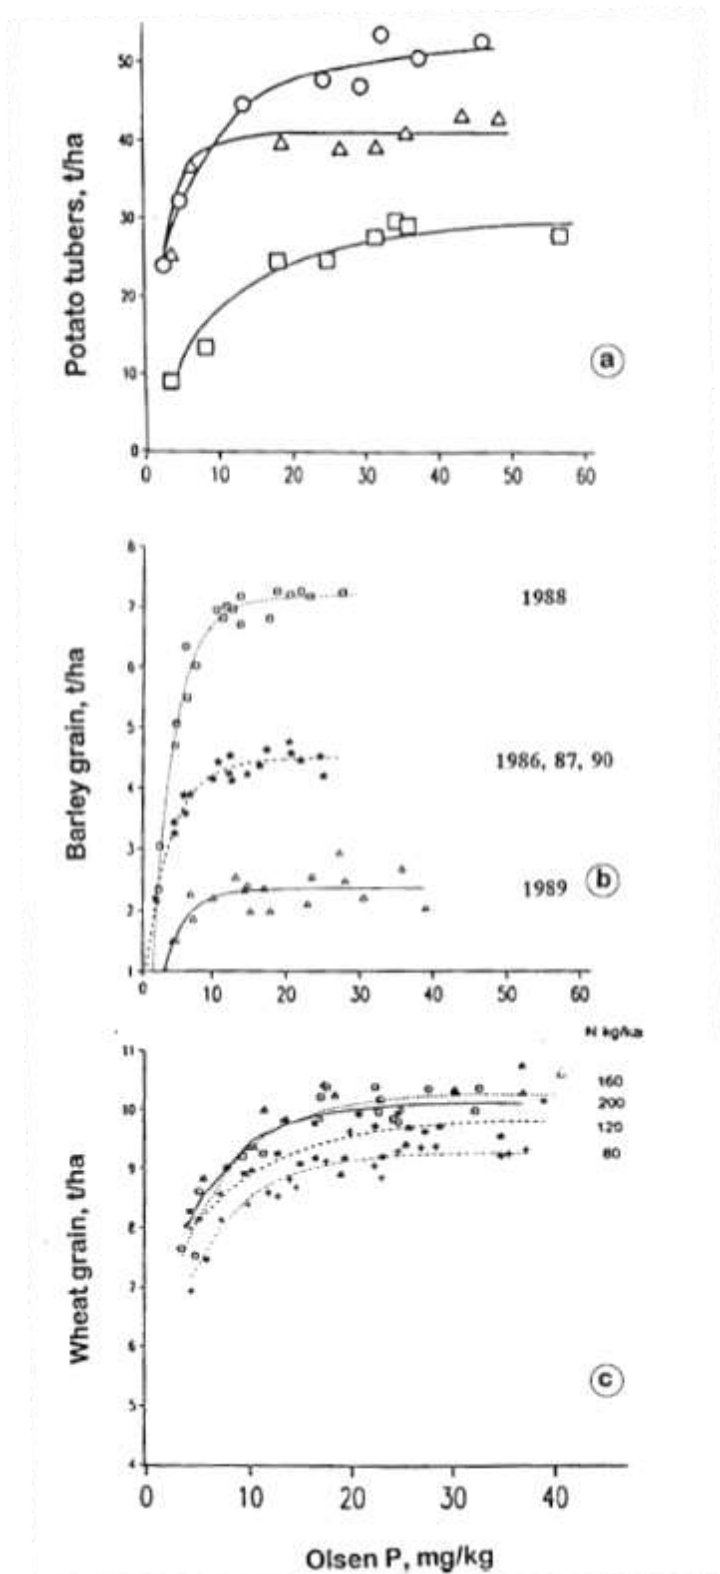 Potato tubers, t/ha
50
40
30
20
10
0
a
0 10 20 30 40 50 60
Barley grain, t/ha
8
7
6
5
4
3
2
1
1988
1986, 87, 90
1989
b
0 10 20 30 40 50 60
Wheat grain, t/ha
N kg/ha
11
10
9
8
7
6
5
4
160
200
120
80
c
0 10 20 30 40
Olsen P, mg/kg